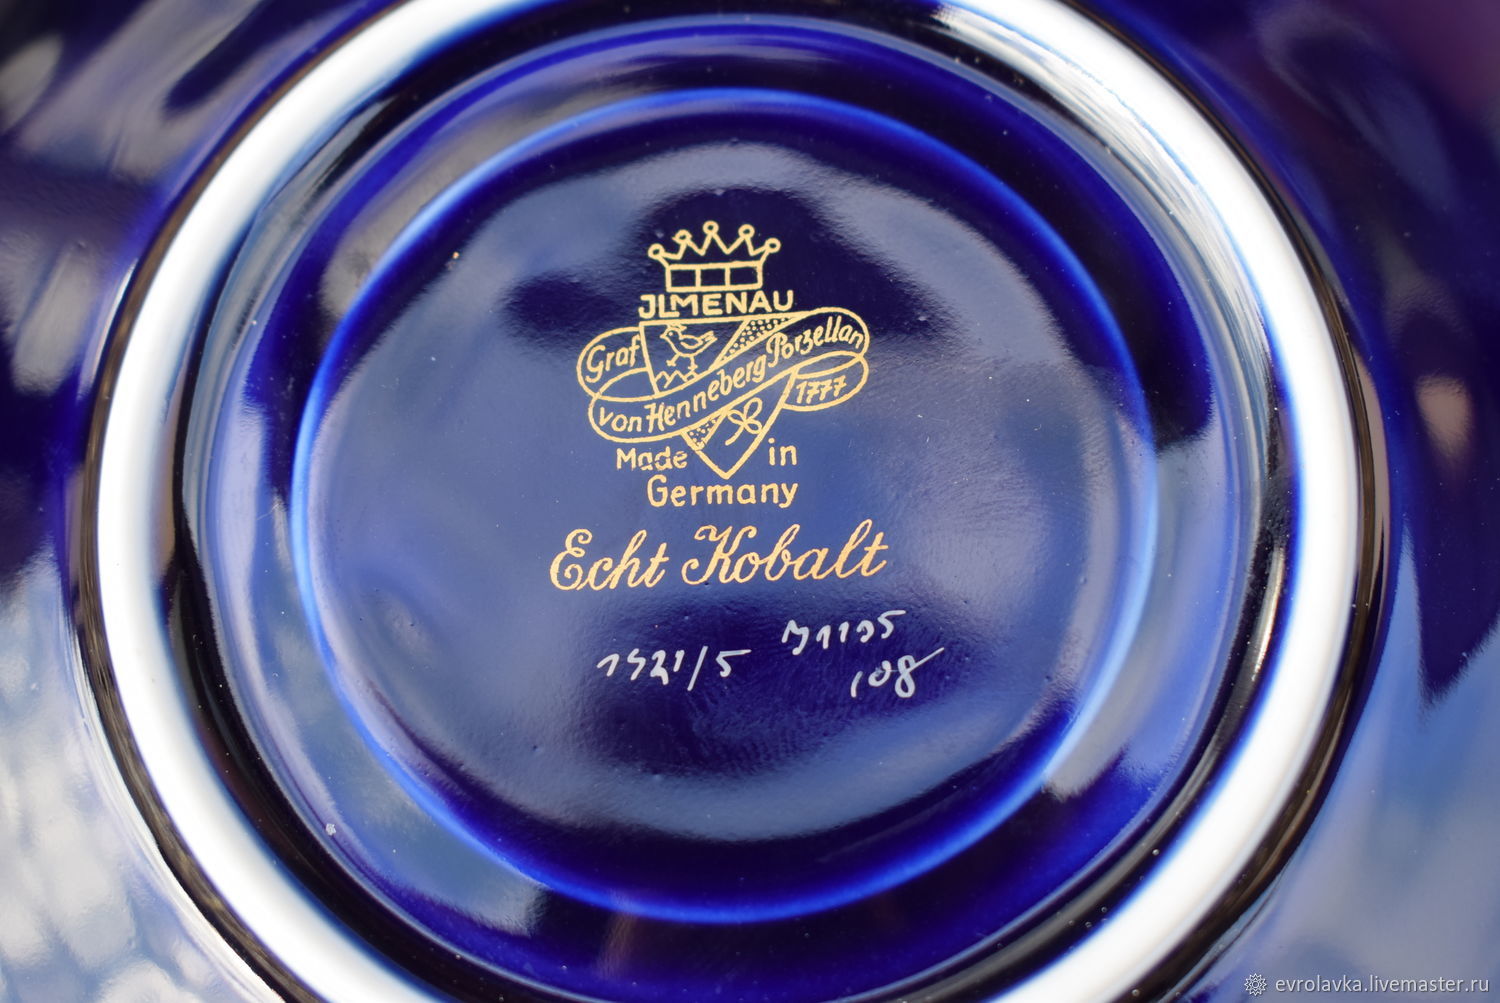 JLMENAU
Graf
von Henneberg Porzellan
1777
Made in
Germany
Echt Kobalt
108
evrolavka.livemaster.ru